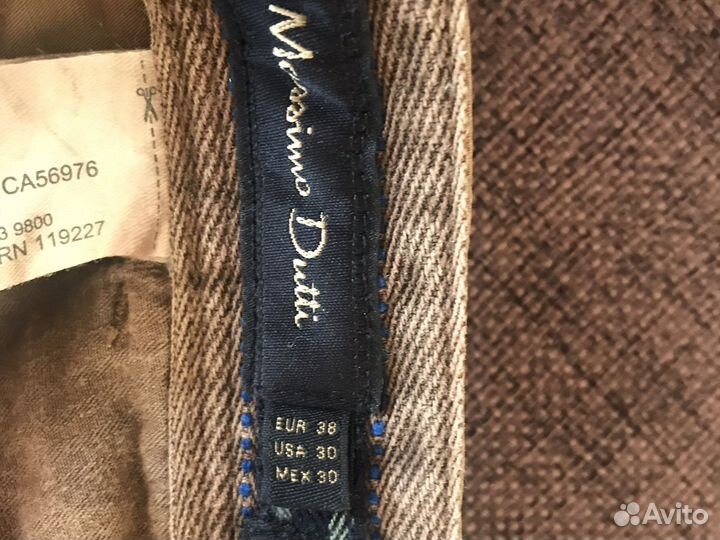 CA56976
3 9800
RN 119227
Massimo Dutti
EUR 38
USA 30
MEX 30
Avito